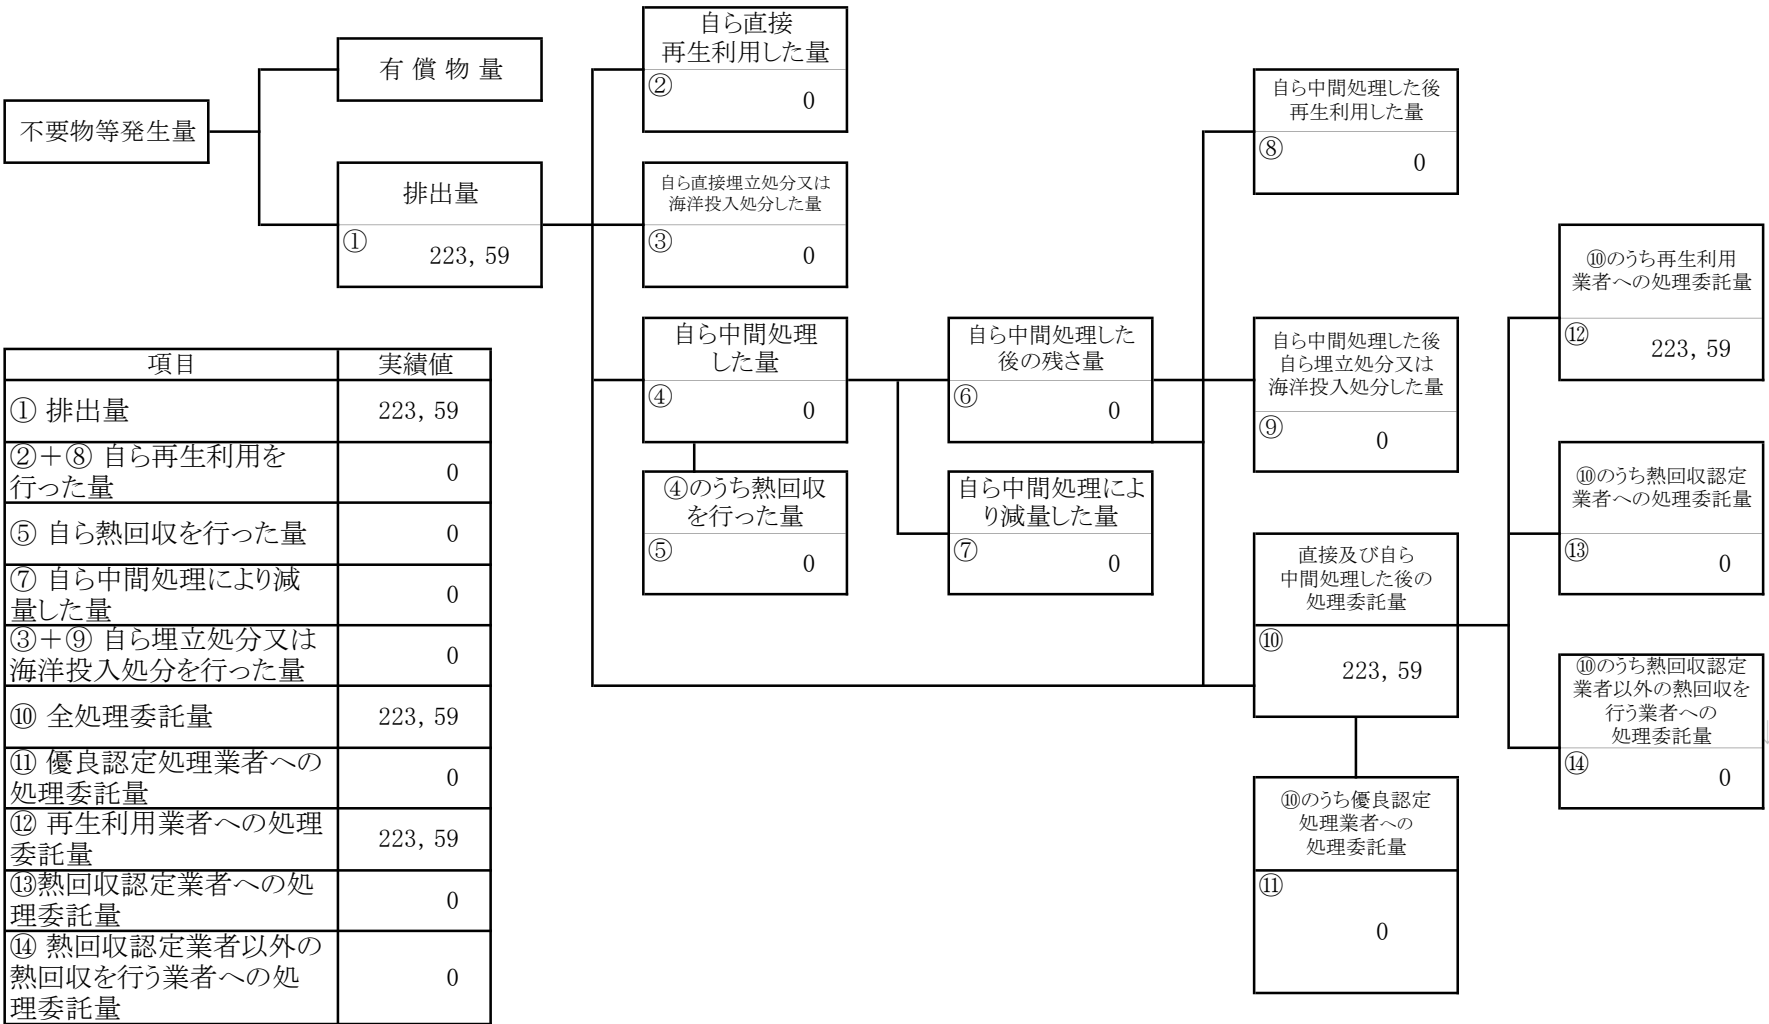 不要物等発生量
有 償 物 量
排出量
①
223, 59
自ら直接
再生利用した量
②
0
自ら直接埋立処分又は
海洋投入処分した量
③
0
自ら中間処理
した量
④
0
④のうち熱回収
を行った量
⑤
0
自ら中間処理した
後の残さ量
⑥
0
自ら中間処理によ
り減量した量
⑦
0
自ら中間処理した後
再生利用した量
⑧
0
自ら中間処理した後
自ら埋立処分又は
海洋投入処分した量
⑨
0
直接及び自ら
中間処理した後の
処理委託量
⑩
223, 59
⑩のうち優良認定
処理業者への
処理委託量
⑪
0
⑩のうち再生利用
業者への処理委託量
⑫
223, 59
⑩のうち熱回収認定
業者への処理委託量
⑬
0
⑩のうち熱回収認定
業者以外の熱回収を
行う業者への
処理委託量
⑭
0
↓
項目 実績値
① 排出量 223, 59
②＋⑧ 自ら再生利用を
行った量 0
⑤ 自ら熱回収を行った量 0
⑦ 自ら中間処理により減
量した量 0
③＋⑨ 自ら埋立処分又は
海洋投入処分を行った量 0
⑩ 全処理委託量 223, 59
⑪ 優良認定処理業者への
処理委託量 0
⑫ 再生利用業者への処理
委託量 223, 59
⑬熱回収認定業者への処
理委託量 0
⑭ 熱回収認定業者以外の
熱回収を行う業者への処
理委託量 0